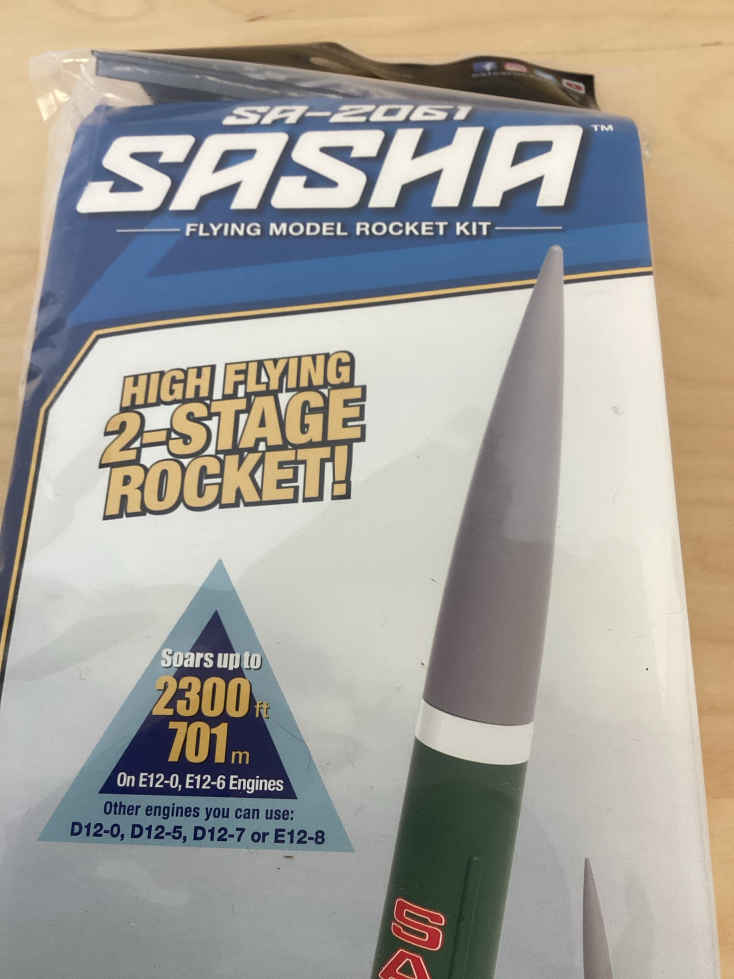 SA-2061
SASHA™
FLYING MODEL ROCKET KIT
HIGH FLYING
2-STAGE
ROCKET!
Soars up to
2300 ft
701 m
On E12-0, E12-6 Engines
Other engines you can use:
D12-0, D12-5, D12-7 or E12-8
SA